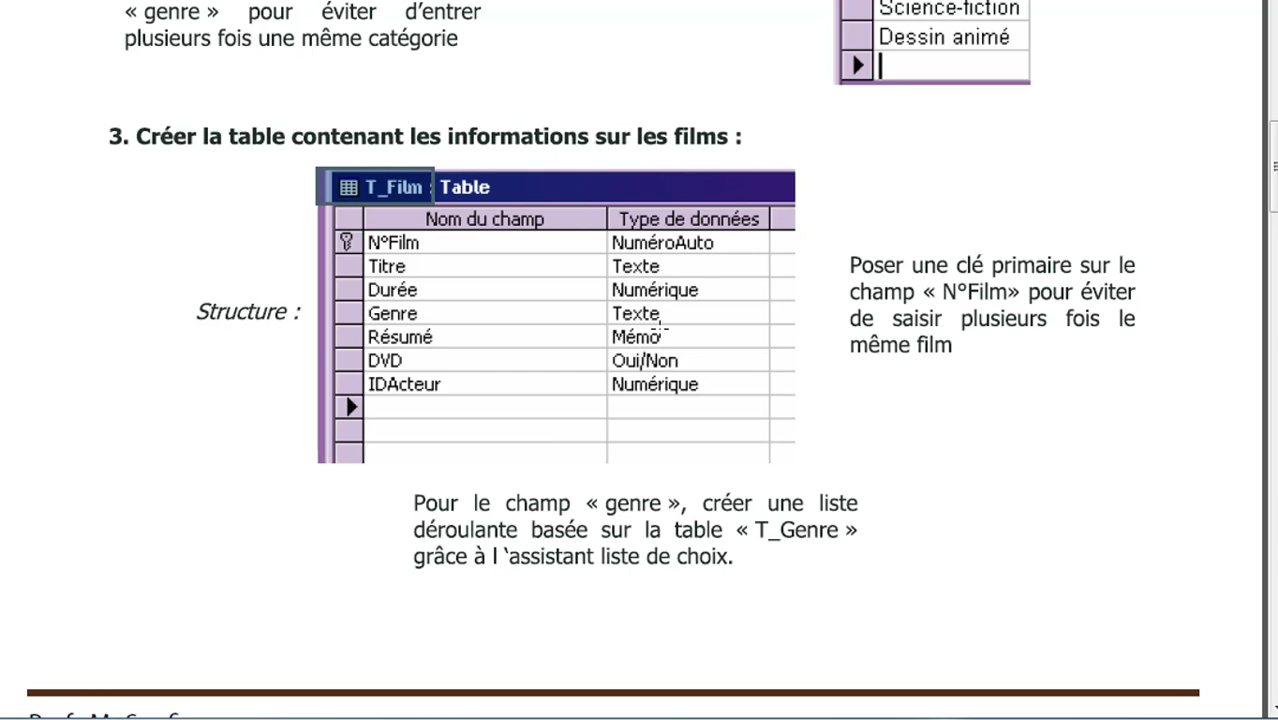 « genre » pour éviter d’entrer
plusieurs fois une même catégorie
Science-fiction
Dessin animé
3. Créer la table contenant les informations sur les films :
T_Film : Table
Nom du champ Type de données
N°Film NuméroAuto
Titre Texte
Durée Numérique
Genre Texte
Résumé Mémo
DVD Oui/Non
IDActeur Numérique
Structure :
Poser une clé primaire sur le
champ « N°Film» pour éviter
de saisir plusieurs fois le
même film
Pour le champ « genre », créer une liste
déroulante basée sur la table « T_Genre »
grâce à l ‘assistant liste de choix.